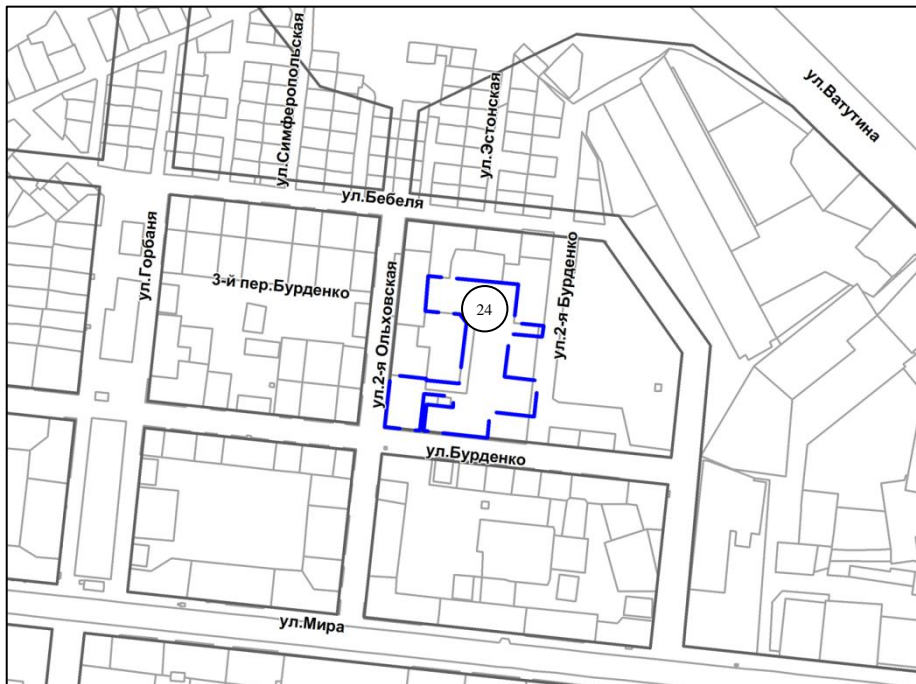 ул.Симферопольская
ул.Эстонская
ул.Ватутина
ул.Бебеля
ул.Горбаня
3-й пер.Бурденко
ул.2-я Ольховская
24
ул.2-я Бурденко
ул.Бурденко
ул.Мира